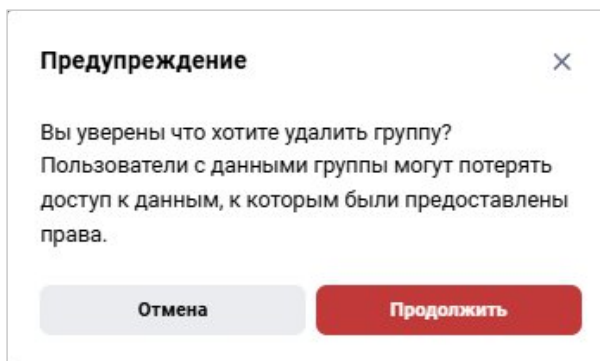 Предупреждение
Вы уверены что хотите удалить группу?
Пользователи с данными группы могут потерять
доступ к данным, к которым были предоставлены
права.
Отмена
Продолжить